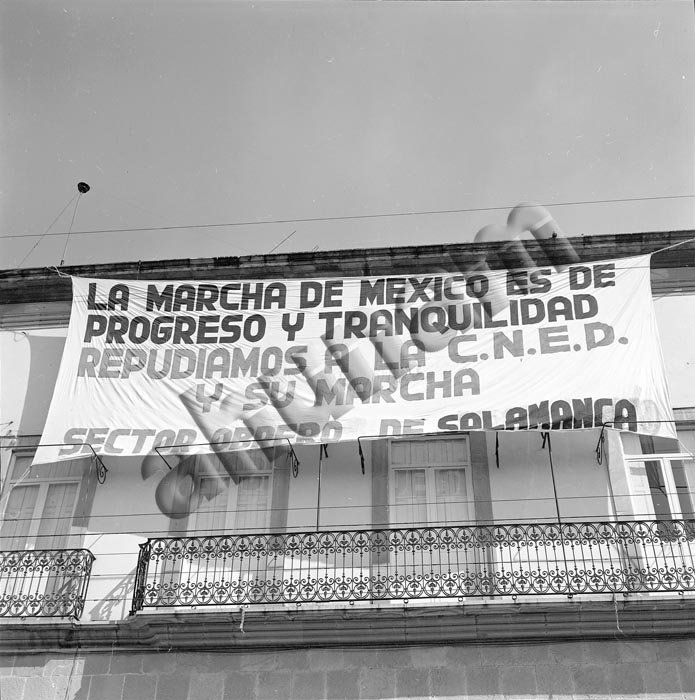 LA MARCHA DE MEXICO ES DE
PROGRESO Y TRANQUILIDAD
REPUDIAMOS A LA C.N.E.D.
Y SU MARCHA
SECTOR OBRERO DE SALAMANCA